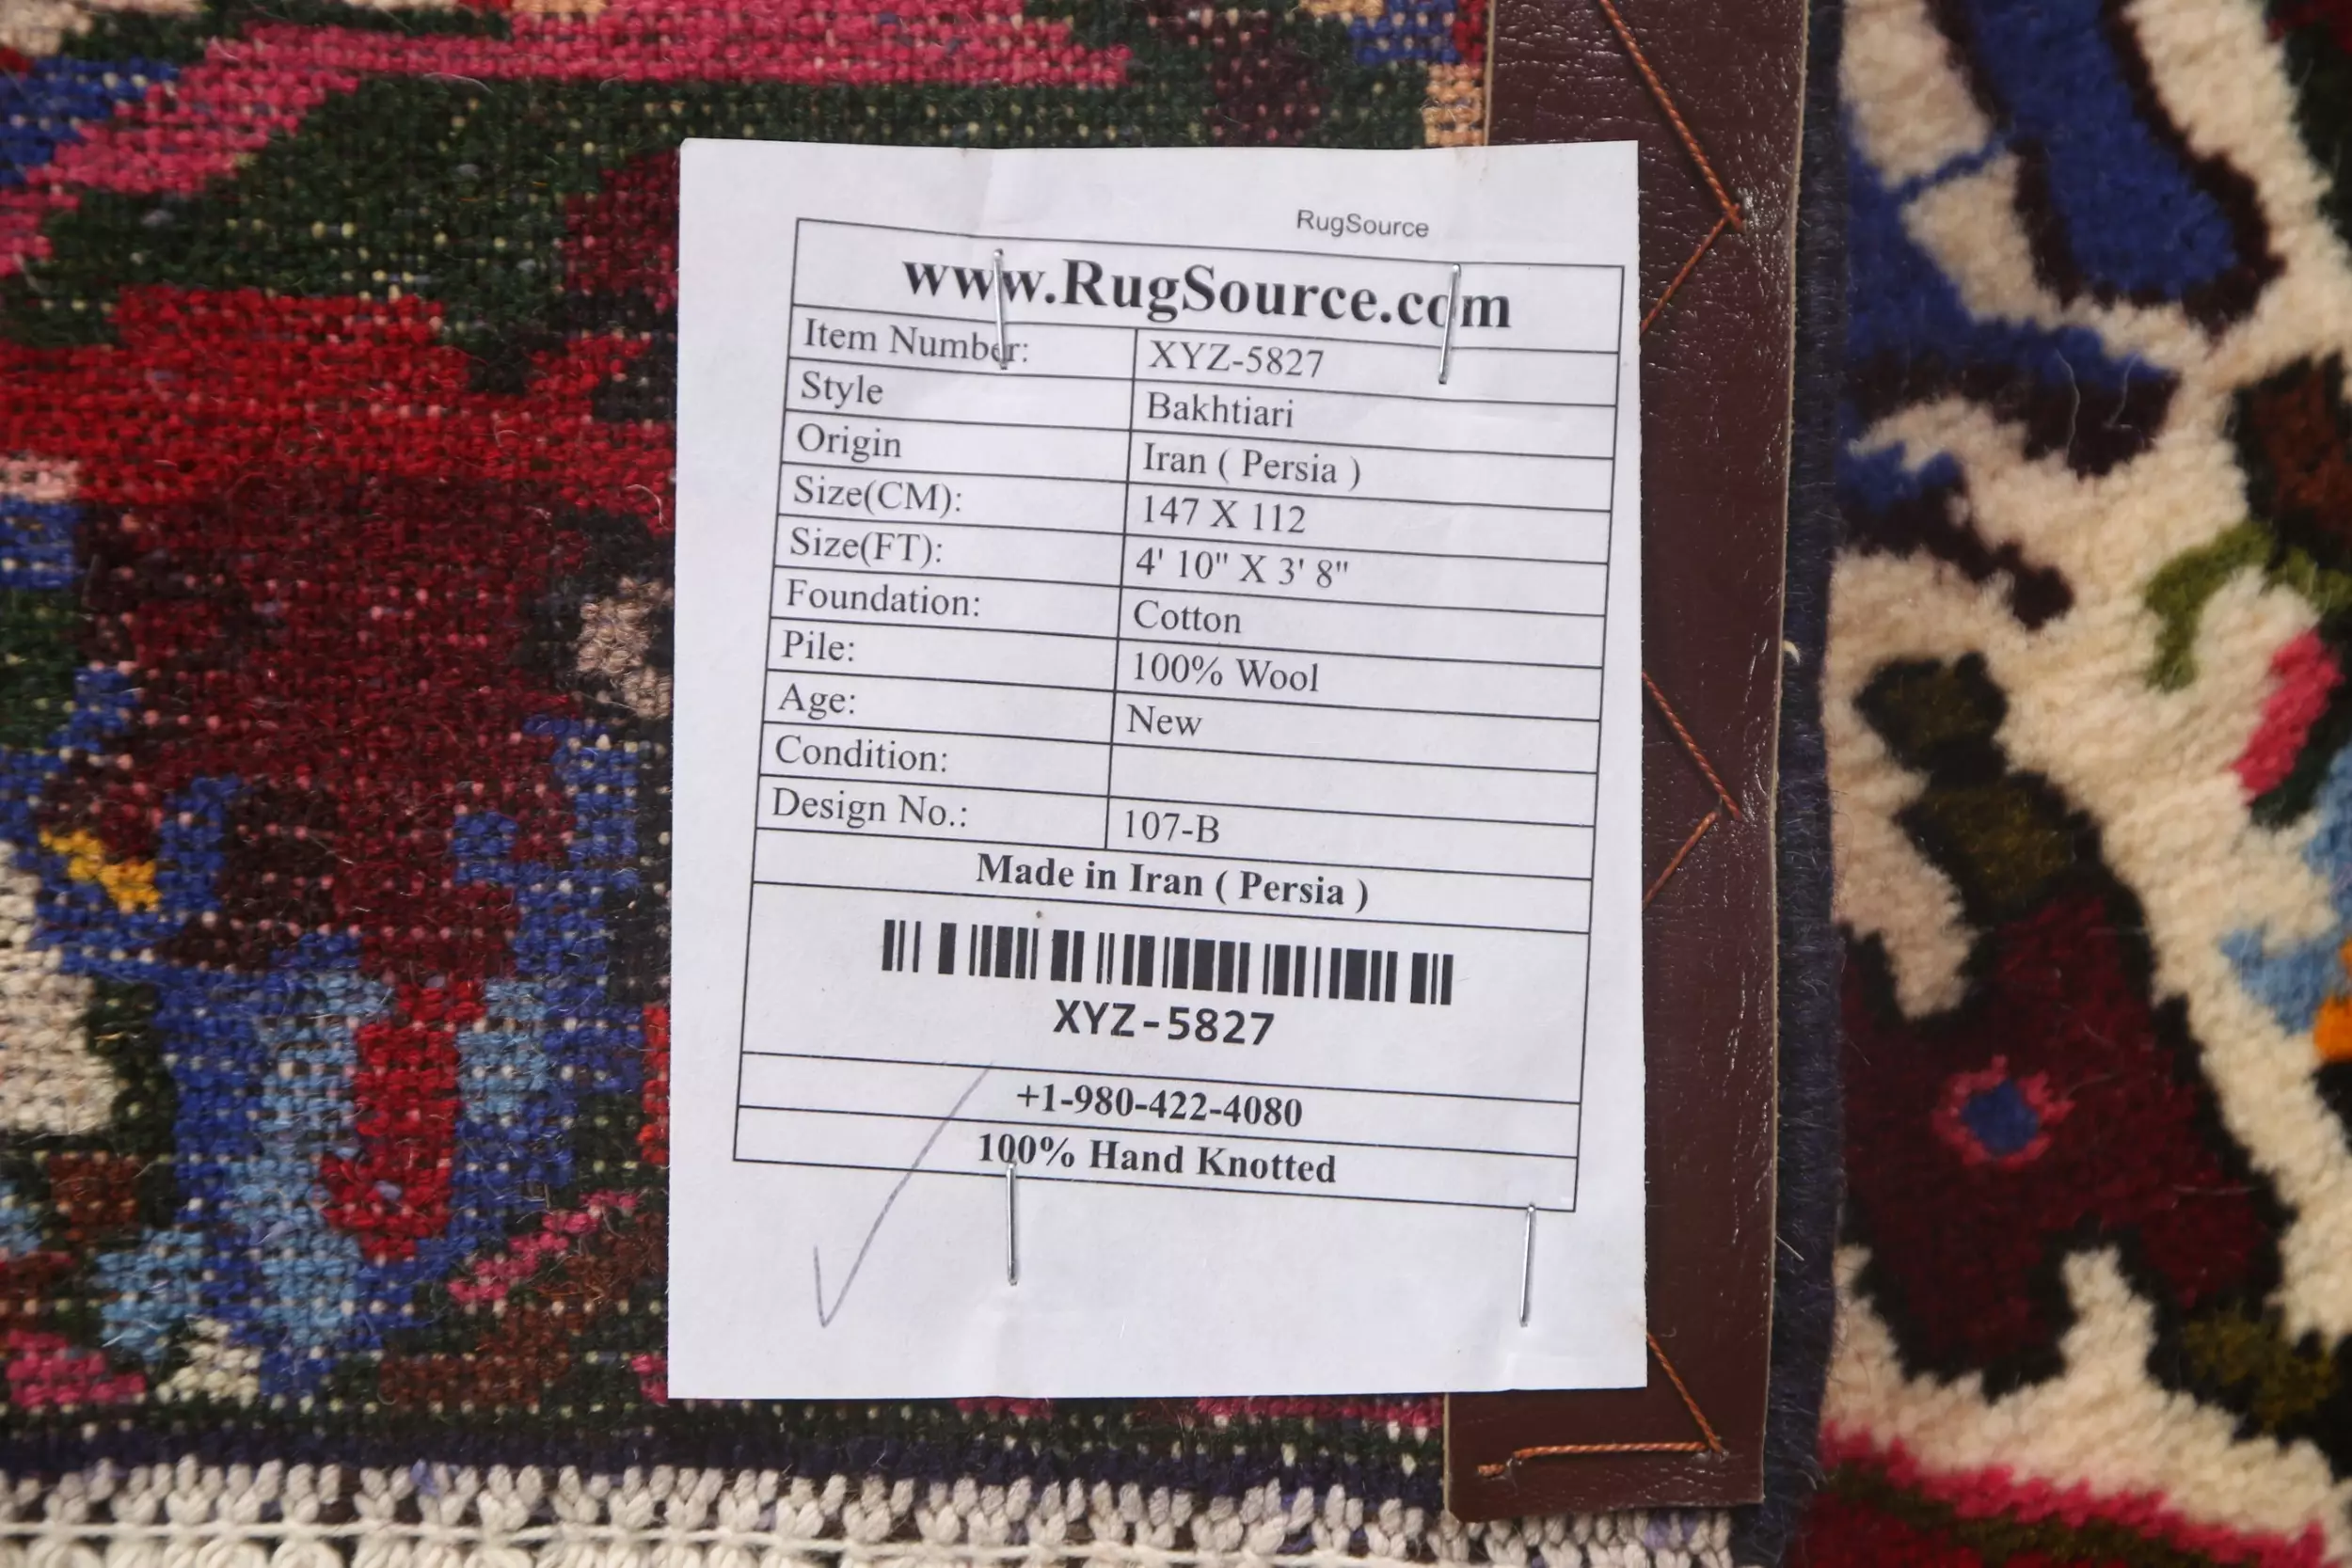 RugSource
www.RugSource.com
Item Number: XYZ-5827
Style Bakhtiari
Origin Iran ( Persia )
Size(CM): 147 X 112
Size(FT): 4' 10" X 3' 8"
Foundation: Cotton
Pile: 100% Wool
Age: New
Condition:
Design No.: 107-B
Made in Iran ( Persia )
XYZ-5827
+1-980-422-4080
100% Hand Knotted